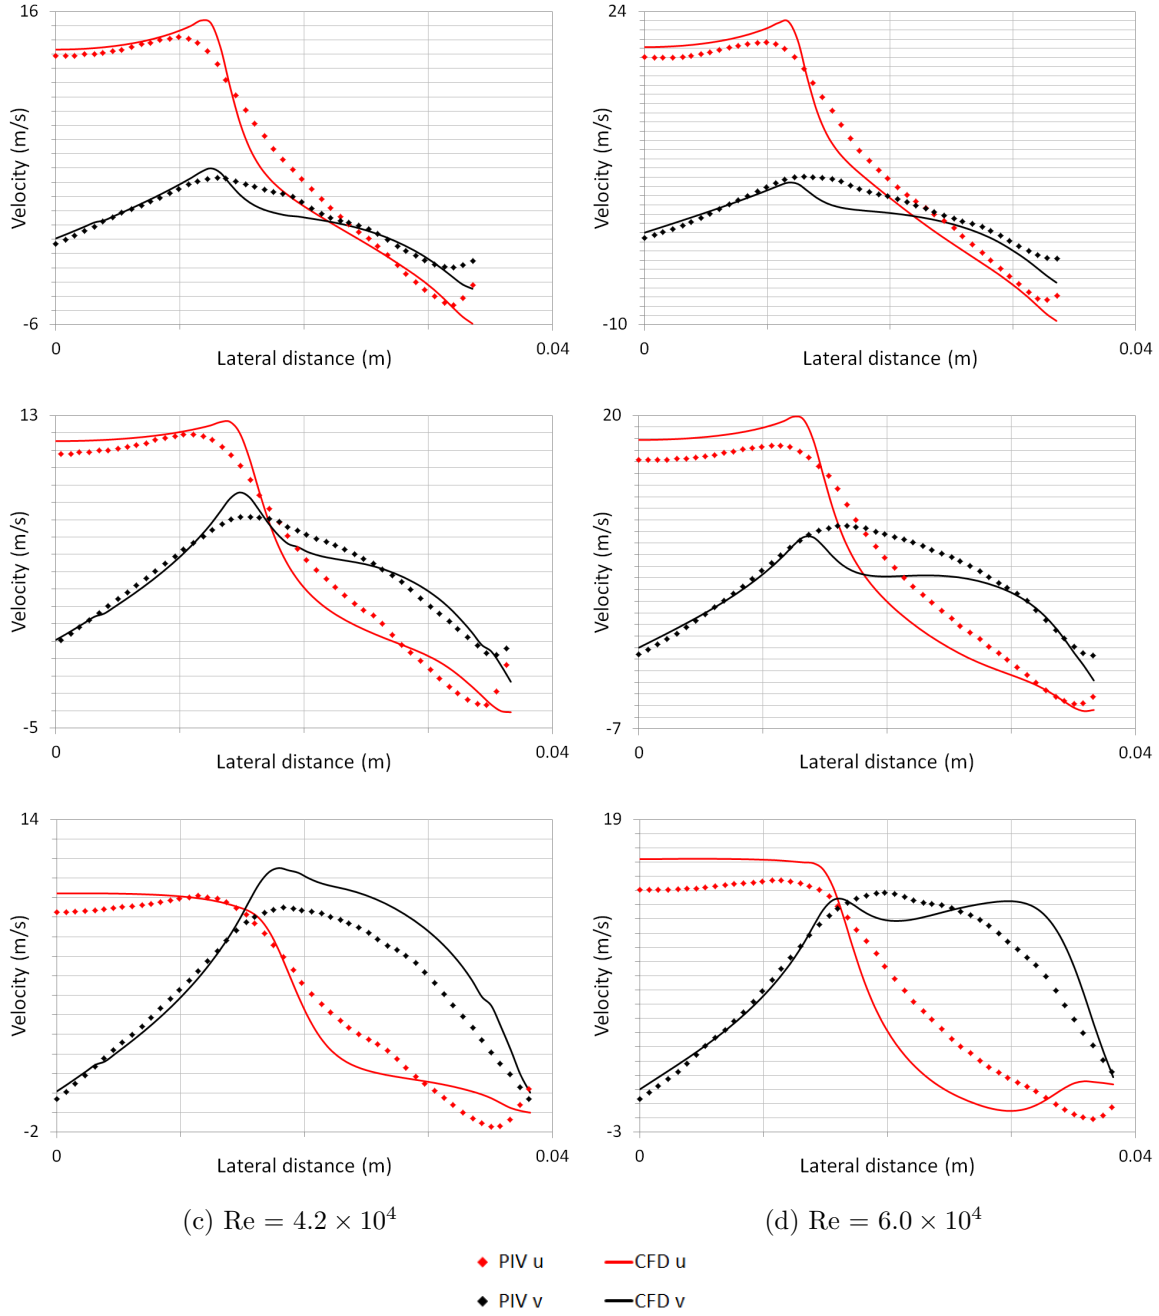 16
Velocity (m/s)
-6
0
0.04
Lateral distance (m)
24
Velocity (m/s)
-10
0
0.04
Lateral distance (m)
13
Velocity (m/s)
-5
0
0.04
Lateral distance (m)
20
Velocity (m/s)
-7
0
0.04
Lateral distance (m)
14
Velocity (m/s)
-2
0
0.04
Lateral distance (m)
19
Velocity (m/s)
-3
0
0.04
Lateral distance (m)
(c) Re = 4.2 × 10⁴
(d) Re = 6.0 × 10⁴
PIV u
CFD u
PIV v
CFD v